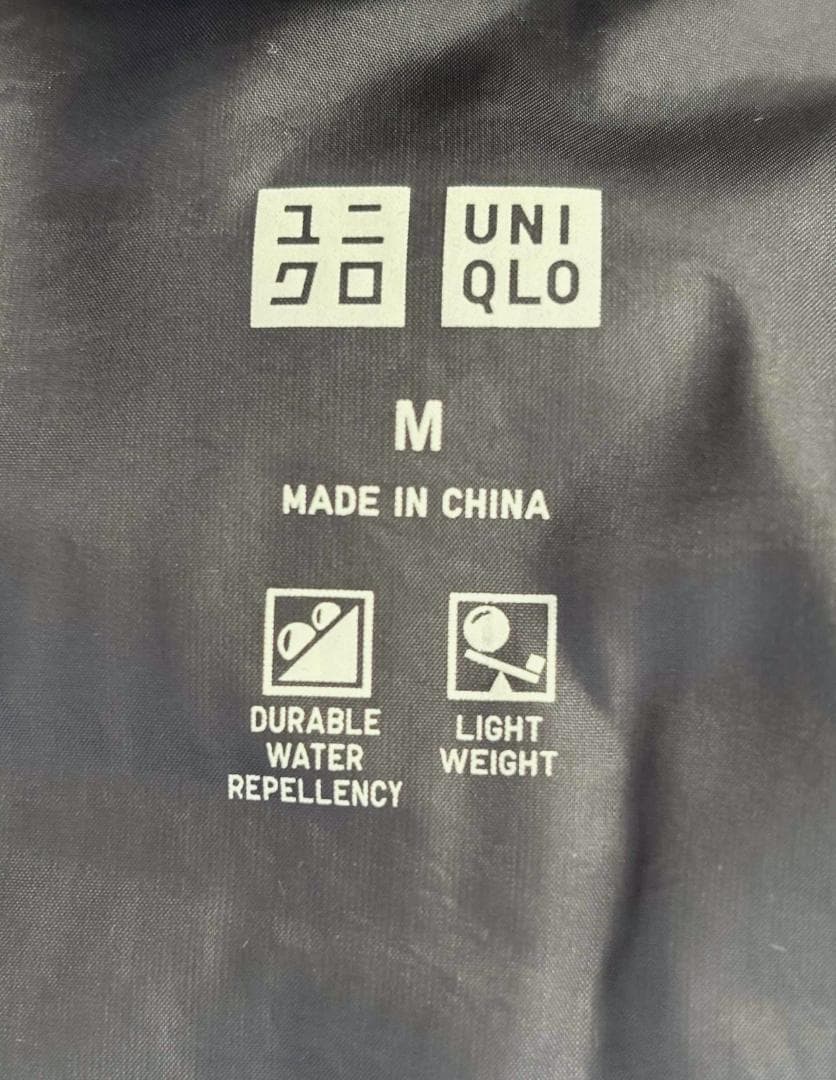 ユニ
クロ
UNI
QLO
M
MADE IN CHINA
DURABLE
WATER
REPELLENCY
LIGHT
WEIGHT